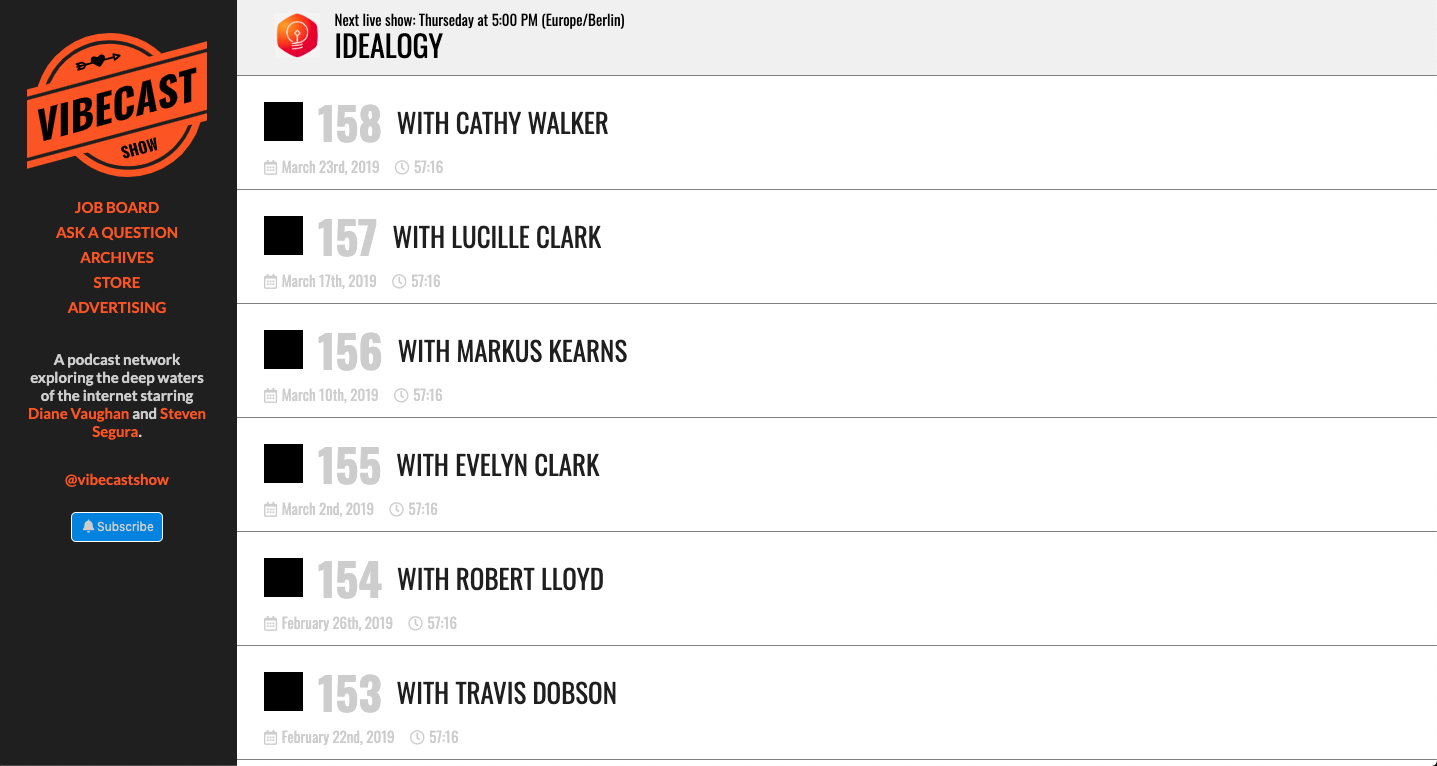 VIBECAST
SHOW
JOB BOARD
ASK A QUESTION
ARCHIVES
STORE
ADVERTISING
A podcast network
exploring the deep waters
of the internet starring
Diane Vaughan and Steven
Segura.
@vibecastshow
Subscribe
Next live show: Thurseday at 5:00 PM (Europe/Berlin)
IDEALOGY
158 WITH CATHY WALKER
March 23rd, 2019 57:16
157 WITH LUCILLE CLARK
March 17th, 2019 57:16
156 WITH MARKUS KEARNS
March 10th, 2019 57:16
155 WITH EVELYN CLARK
March 2nd, 2019 57:16
154 WITH ROBERT LLOYD
February 26th, 2019 57:16
153 WITH TRAVIS DOBSON
February 22nd, 2019 57:16